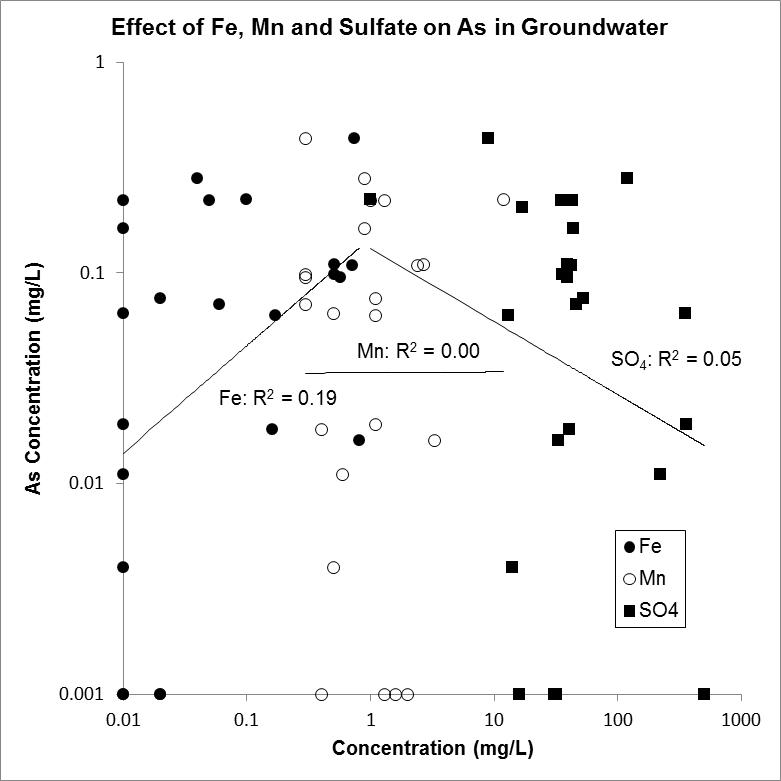 Effect of Fe, Mn and Sulfate on As in Groundwater
1
0.1
0.01
0.001
As Concentration (mg/L)
Mn: R² = 0.00
SO₄: R² = 0.05
Fe: R² = 0.19
Fe
Mn
SO4
0.01 0.1 1 10 100 1000
Concentration (mg/L)